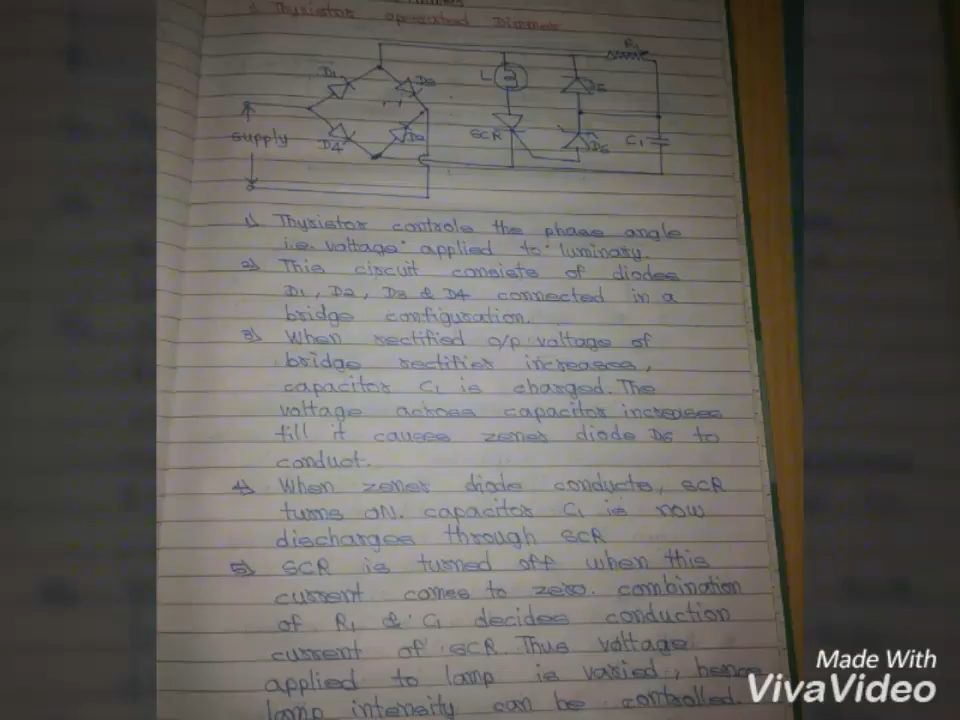 Thyristor operated Dimmer
R1
D1
D2
L
D5
supply
SCR
C1
D4
D6
1) Thyristor controls the phase angle
i.e. voltage applied to luminary.
2) This circuit consists of diodes
D1, D2, D3 & D4 connected in a
bridge configuration.
3) When rectified o/p voltage of
bridge rectifier increases,
capacitor C1 is charged. The
voltage across capacitor increses
till it causes zener diode D6 to
conduct.
4) When zener diode conducts, SCR
turns ON. capacitor C1 is now
discharges through SCR
5) SCR is turned off when this
current comes to zero. combination
of R1 & C1 decides conduction
current of SCR Thus voltage
applied to lamp is varied, hence
lamp intensity can be controlled.
Made With
VivaVideo